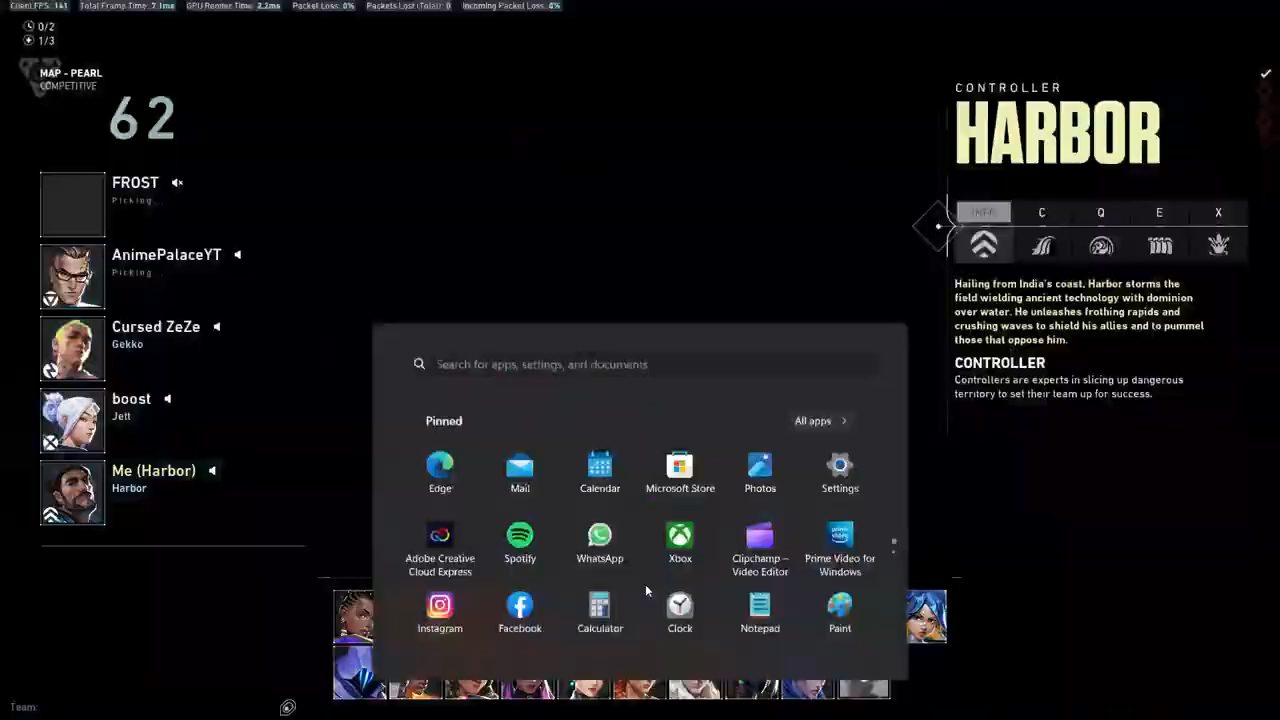 Client FPS: 141 Total Frame Time: 7.1ms GPU Render Time: 2.2ms Packet Loss: 0% Packets Lost (Total): 0 Incoming Packet Loss: 4%
0/2
1/3
MAP - PEARL
COMPETITIVE
62
FROST
Picking...
AnimePalaceYT
Picking...
Cursed ZeZe
Gekko
boost
Jett
Me (Harbor)
Harbor
Team:
Search for apps, settings, and documents
Pinned
All apps
Edge Mail Calendar Microsoft Store Photos Settings
Adobe Creative Cloud Express Spotify WhatsApp Xbox Clipchamp – Video Editor Prime Video for Windows
prime video
Instagram Facebook Calculator Clock Notepad Paint
CONTROLLER
HARBOR
INFO C Q E X
Hailing from India's coast, Harbor storms the
field wielding ancient technology with dominion
over water. He unleashes frothing rapids and
crushing waves to shield his allies and to pummel
those that oppose him.
CONTROLLER
Controllers are experts in slicing up dangerous
territory to set their team up for success.